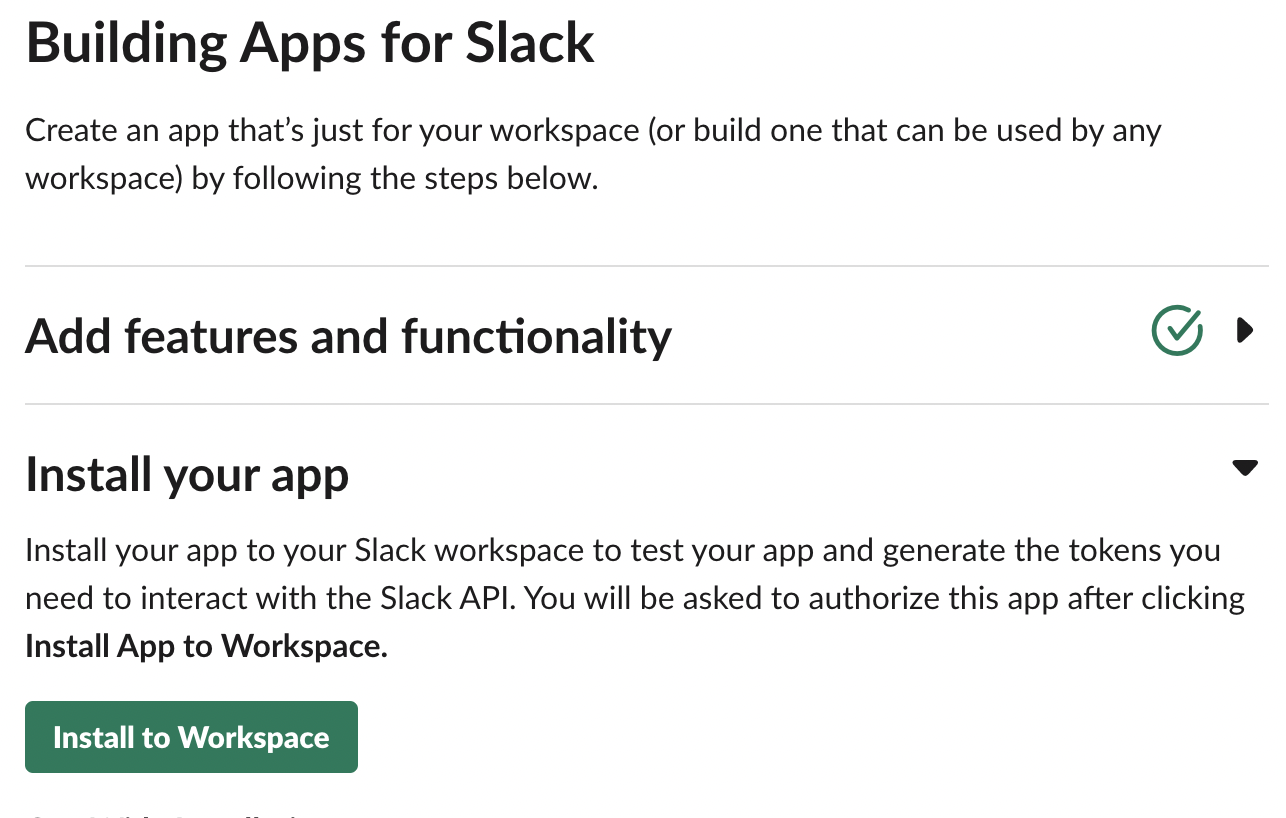 Building Apps for Slack
Create an app that’s just for your workspace (or build one that can be used by any
workspace) by following the steps below.
Add features and functionality
Install your app
Install your app to your Slack workspace to test your app and generate the tokens you
need to interact with the Slack API. You will be asked to authorize this app after clicking
Install App to Workspace.
Install to Workspace